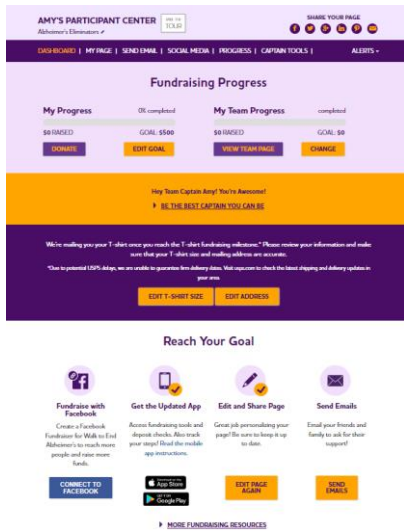 AMY'S PARTICIPANT CENTER
Alzheimer's Eliminators
TOUR
SHARE YOUR PAGE
DASHBOARD | MY PAGE | SEND EMAIL | SOCIAL MEDIA | PROGRESS | CAPTAIN TOOLS | ALERTS
Fundraising Progress
My Progress 0% completed
$0 RAISED GOAL: $500
DONATE EDIT GOAL
My Team Progress completed
$0 RAISED GOAL: $0
VIEW TEAM PAGE CHANGE
Hey Team Captain Amy! You're Awesome!
BE THE BEST CAPTAIN YOU CAN BE
We're mailing you your T-shirt once you reach the T-shirt fundraising milestone.* Please review your information and make
sure that your T-shirt size and mailing address are accurate.
*Due to potential USPS delays, we are unable to guarantee firm delivery dates. Visit usps.com to check the latest shipping and delivery updates in
your area.
EDIT T-SHIRT SIZE EDIT ADDRESS
Reach Your Goal
Fundraise with
Facebook
Create a Facebook
Fundraiser for Walk to End
Alzheimer's to reach more
people and raise more
funds.
CONNECT TO
FACEBOOK
Get the Updated App
Access fundraising tools and
deposit checks. Also track
your steps! Read the mobile
app instructions.
App Store
Google Play
Edit and Share Page
Great job personalizing your
page! Be sure to keep it up
to date.
EDIT PAGE
AGAIN
Send Emails
Email your friends and
family to ask for their
support!
SEND
EMAILS
MORE FUNDRAISING RESOURCES